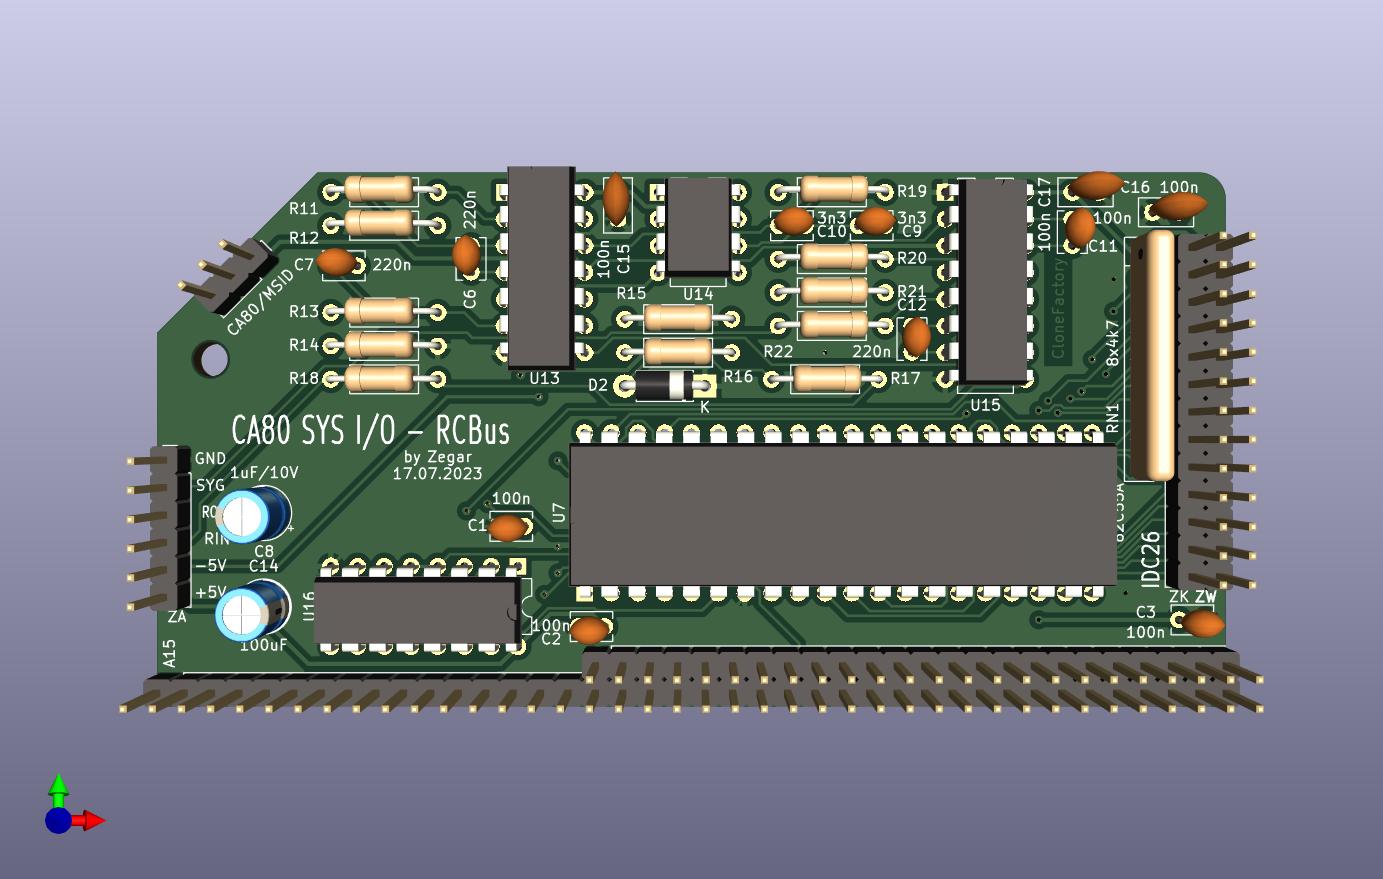 R11
R12
C7
220n
CA80/MSID
220n
C6
100n
C15
U14
R15
R13
R14
R18
U13
D2
K
R16
3n3
C10
3n3
C9
R19
R20
R21
C12
R22
220n
R17
U15
C17
100n
C16 100n
100n
C11
CloneFactory
8x4k7
RN1
CA80 SYS I/O – RCBus
by Zegar
17.07.2023
GND
1uF/10V
SYG
RIN
-5V
+5V
C8
C14
+
ZA
A15
100uF
U16
100n
C1
U7
82C55A
IDC26
100n
C2
ZK ZW
C3
100n